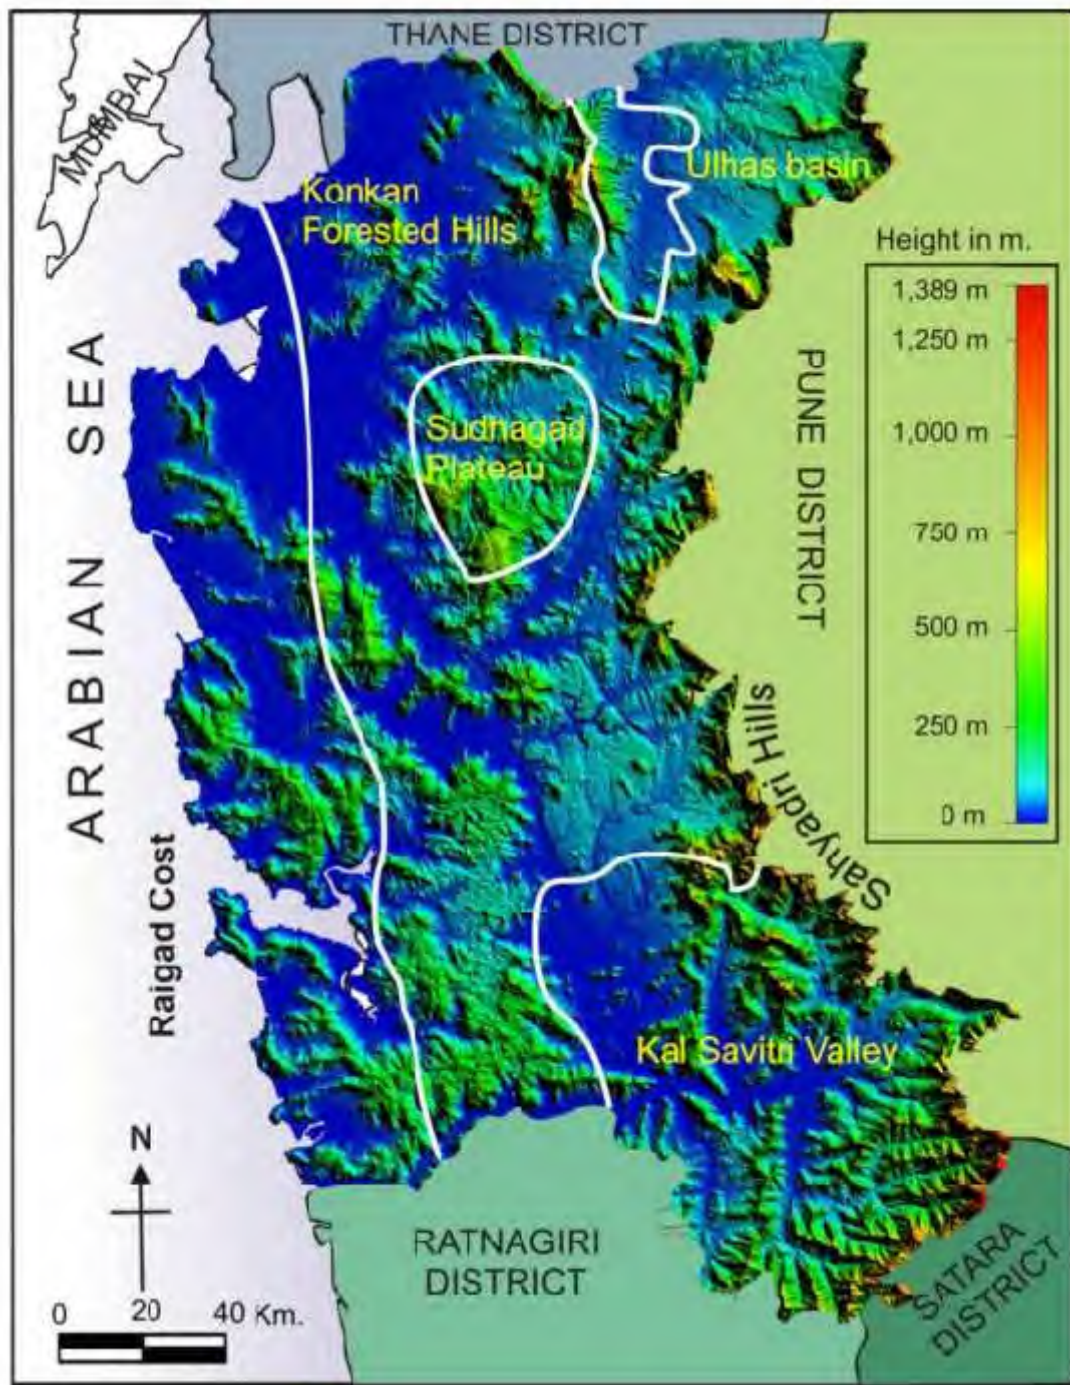 THANE DISTRICT
MUMBAI
Konkan
Forested Hills
Ulhas basin
Height in m.
1,389 m
1,250 m
1,000 m
750 m
500 m
250 m
0 m
ARABIAN SEA
PUNE DISTRICT
Sudnagad
Plateau
Sahyadri Hills
Raigad Cost
Kal Savitri Valley
N
RATNAGIRI
DISTRICT
SATARA
DISTRICT
0 20 40 Km.